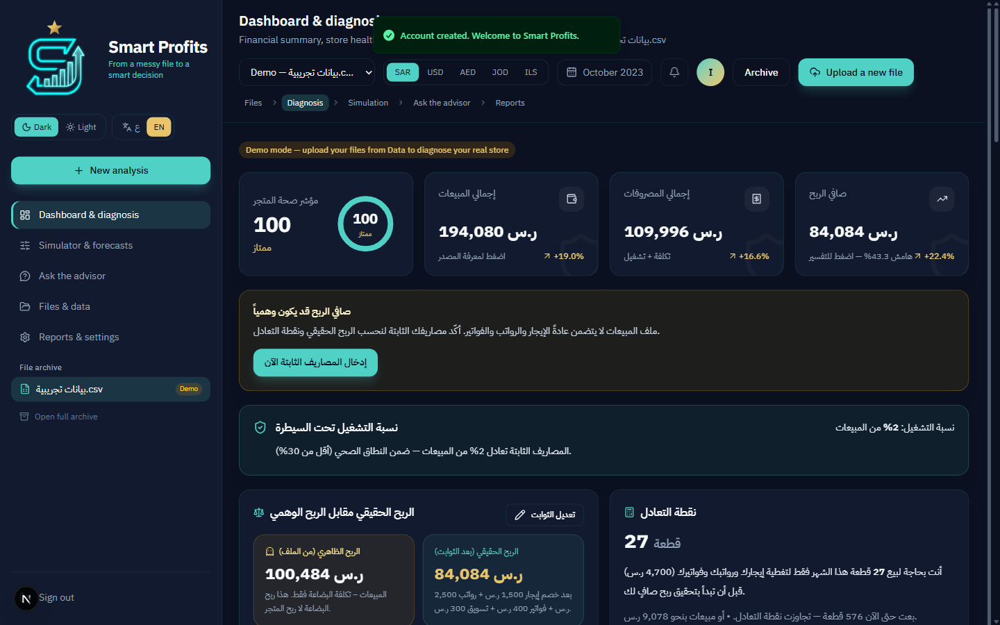 Smart Profits
From a messy file to a
smart decision
Dark
Light
ع
EN
New analysis
Dashboard & diagnosis
Simulator & forecasts
Ask the advisor
Files & data
Reports & settings
File archive
بيانات تجريبية.csv
Demo
Open full archive
N
Sign out
Dashboard & diagnosis
Account created. Welcome to Smart Profits.
Financial summary, store healt
بيانات تج.csv
Demo — بيانات تجريبية.c...
SAR
USD
AED
JOD
ILS
October 2023
I
Archive
Upload a new file
Files
Diagnosis
Simulation
Ask the advisor
Reports
Demo mode — upload your files from Data to diagnose your real store
مؤشر صحة المتجر
100
ممتاز
100
ممتاز
إجمالي المبيعات
194,080 ر.س
اضغط لمعرفة المصدر
+19.0%
إجمالي المصروفات
109,996 ر.س
تكلفة + تشغيل
+16.6%
صافي الربح
84,084 ر.س
هامش 43.3% — اضغط للتفسير
+22.4%
صافي الربح قد يكون وهمياً
ملف المبيعات لا يتضمن عادةً الإيجار والرواتب والفواتير. أكّد مصاريفك الثابتة لنحسب الربح الحقيقي ونقطة التعادل.
إدخال المصاريف الثابتة الآن
نسبة التشغيل تحت السيطرة
نسبة التشغيل: 2% من المبيعات
المصاريف الثابتة تعادل 2% من المبيعات — ضمن النطاق الصحي (أقل من 30%).
الربح الحقيقي مقابل الربح الوهمي
تعديل الثوابت
الربح الظاهري (من الملف)
100,484 ر.س
المبيعات − تكلفة البضاعة فقط. هذا ربح
البضاعة لا ربح المتجر.
الربح الحقيقي (بعد الثوابت)
84,084 ر.س
بعد خصم إيجار 1,500 ر.س + رواتب 2,500
ر.س + فواتير 400 ر.س + تسويق 300 ر.س.
نقطة التعادل
27 قطعة
أنت بحاجة لبيع 27 قطعة هذا الشهر فقط لتغطية إيجارك ورواتبك وفواتيرك (4,700 ر.س)
قبل أن تبدأ بتحقيق ربح صافٍ لك.
بعت حتى الآن 576 قطعة — تجاوزت نقطة التعادل. • أو مبيعات بنحو 9,078 ر.س.